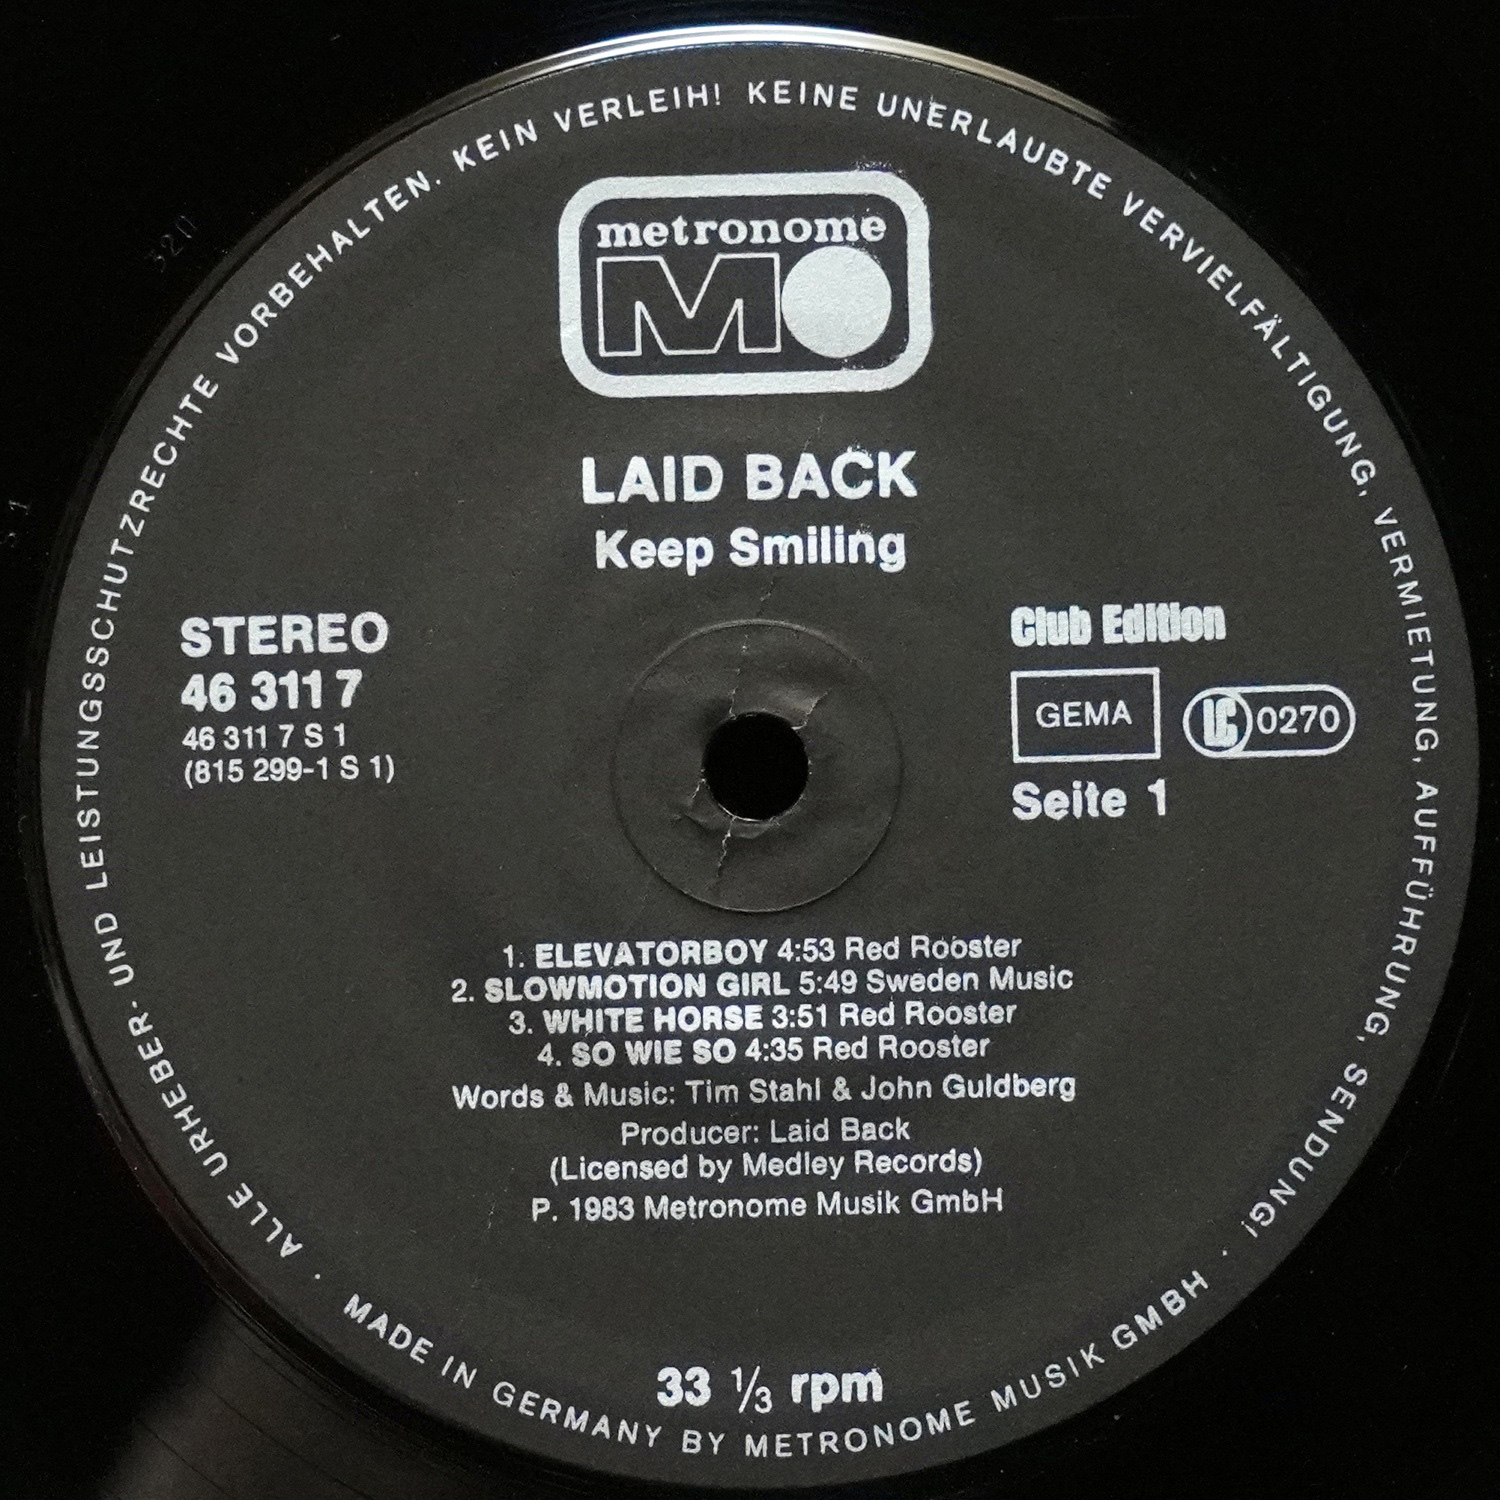 ALLE URHEBER- UND LEISTUNGSSCHUTZRECHTE VORBEHALTEN. KEIN VERLEIH! KEINE UNERLAUBTE VERVIELFÄLTIGUNG, VERMIETUNG, AUFFÜHRUNG, SENDUNG!
metronome
MO
LAID BACK
Keep Smiling
STEREO
46 311 7
46 311 7 S 1
(815 299-1 S 1)
Club Edition
GEMA
LC 0270
Seite 1
1. ELEVATORBOY 4:53 Red Rooster
2. SLOWMOTION GIRL 5:49 Sweden Music
3. WHITE HORSE 3:51 Red Rooster
4. SO WIE SO 4:35 Red Rooster
Words & Music: Tim Stahl & John Guldberg
Producer: Laid Back
(Licensed by Medley Records)
P. 1983 Metronome Musik GmbH
33 ⅓ rpm
· MADE IN GERMANY BY METRONOME MUSIK GMBH ·